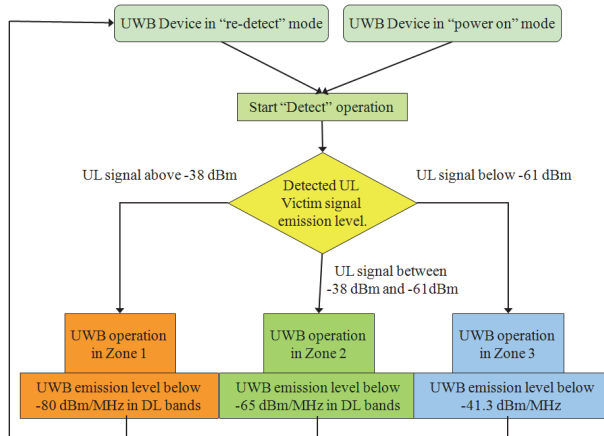 UWB Device in “re-detect” mode
UWB Device in “power on” mode
Start “Detect” operation
UL signal above -38 dBm
Detected UL
Victim signal
emission level.
UL signal below -61 dBm
UL signal between
-38 dBm and -61dBm
UWB operation
in Zone 1
UWB operation
in Zone 2
UWB operation
in Zone 3
UWB emission level below
-80 dBm/MHz in DL bands
UWB emission level below
-65 dBm/MHz in DL bands
UWB emission level below
-41.3 dBm/MHz